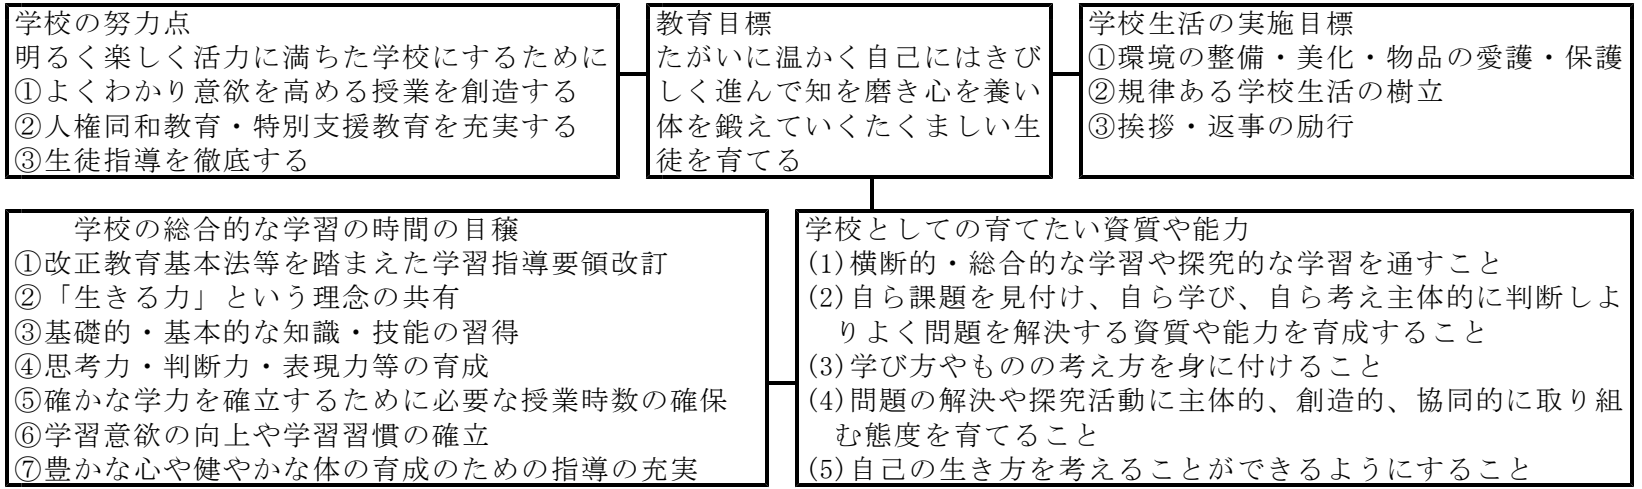 学校の努力点
明るく楽しく活力に満ちた学校にするために
①よくわかり意欲を高める授業を創造する
②人権同和教育・特別支援教育を充実する
③生徒指導を徹底する
教育目標
たがいに温かく自己にはきび
しく進んで知を磨き心を養い
体を鍛えていくたくましい生
徒を育てる
学校生活の実施目標
①環境の整備・美化・物品の愛護・保護
②規律ある学校生活の樹立
③挨拶・返事の励行
学校の総合的な学習の時間の目穣
①改正教育基本法等を踏まえた学習指導要領改訂
②「生きる力」という理念の共有
③基礎的・基本的な知識・技能の習得
④思考力・判断力・表現力等の育成
⑤確かな学力を確立するために必要な授業時数の確保
⑥学習意欲の向上や学習習慣の確立
⑦豊かな心や健やかな体の育成のための指導の充実
学校としての育てたい資質や能力
(1)横断的・総合的な学習や探究的な学習を通すこと
(2)自ら課題を見付け、自ら学び、自ら考え主体的に判断しよ
りよく問題を解決する資質や能力を育成すること
(3)学び方やものの考え方を身に付けること
(4)問題の解決や探究活動に主体的、創造的、協同的に取り組
む態度を育てること
(5)自己の生き方を考えることができるようにすること